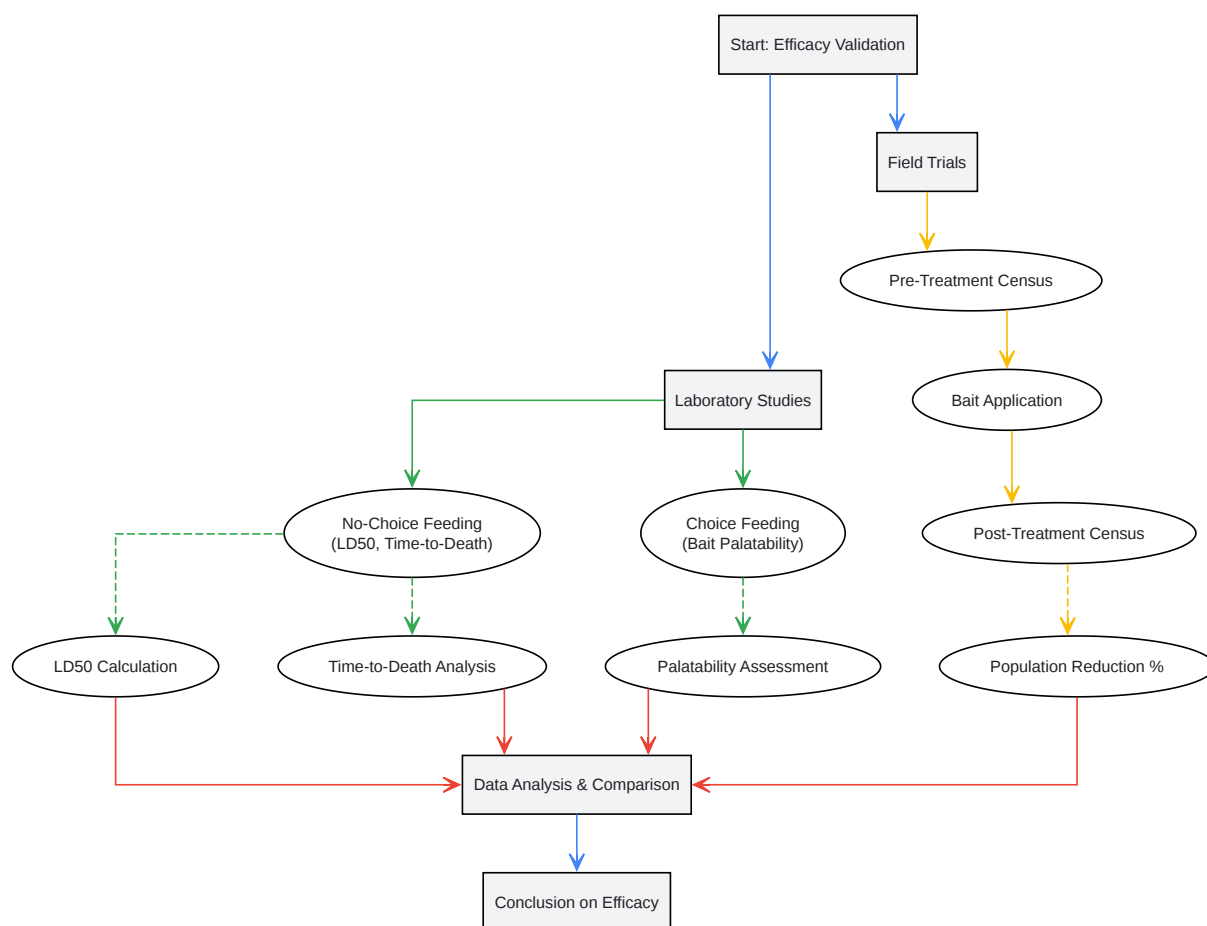 Start: Efficacy Validation
Field Trials
Pre-Treatment Census
Laboratory Studies
Bait Application
No-Choice Feeding
(LD50, Time-to-Death)
Choice Feeding
(Bait Palatability)
Post-Treatment Census
LD50 Calculation
Time-to-Death Analysis
Palatability Assessment
Population Reduction %
Data Analysis & Comparison
Conclusion on Efficacy